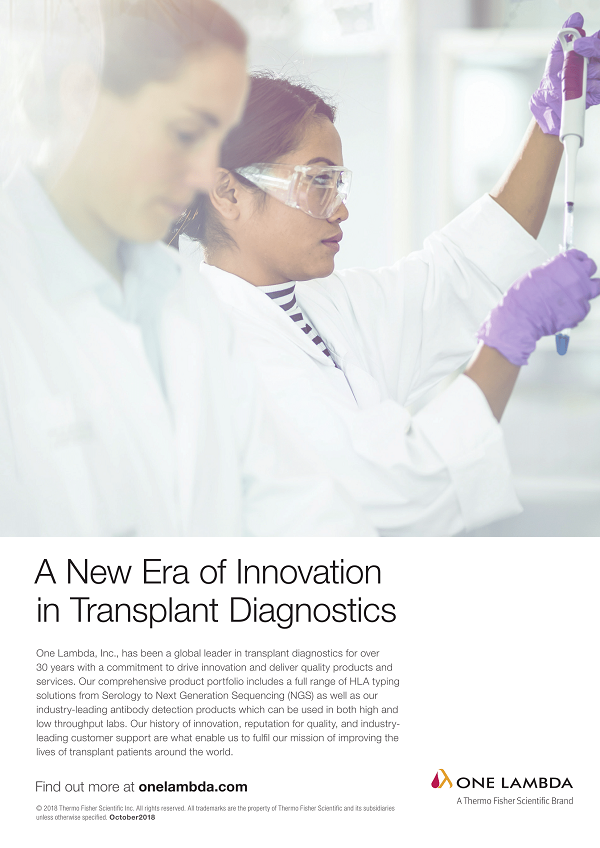 A New Era of Innovation
in Transplant Diagnostics
One Lambda, Inc., has been a global leader in transplant diagnostics for over
30 years with a commitment to drive innovation and deliver quality products and
services. Our comprehensive product portfolio includes a full range of HLA typing
solutions from Serology to Next Generation Sequencing (NGS) as well as our
industry-leading antibody detection products which can be used in both high and
low throughput labs. Our history of innovation, reputation for quality, and industry-
leading customer support are what enable us to fulfil our mission of improving the
lives of transplant patients around the world.
Find out more at onelambda.com
ONE LAMBDA
A Thermo Fisher Scientific Brand
© 2018 Thermo Fisher Scientific Inc. All rights reserved. All trademarks are the property of Thermo Fisher Scientific and its subsidiaries
unless otherwise specified. October2018